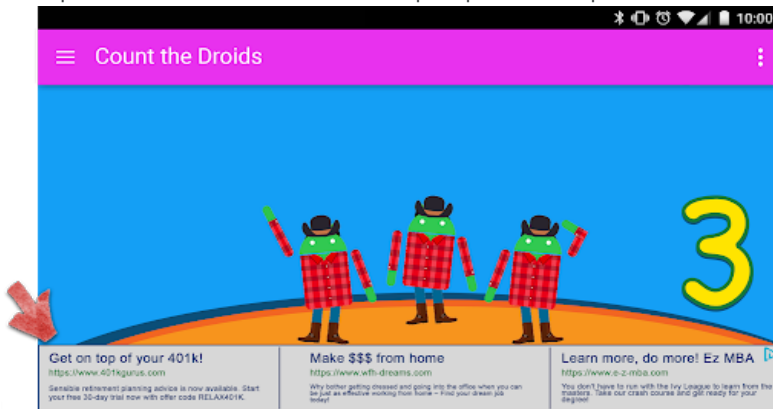 10:00
Count the Droids
3
Get on top of your 401k!
https://www.401kgurus.com
Sensible retirement planning advice is now available. Start
your free 30-day trial now with offer code RELAX401K.
Make $$$ from home
https://www.wfh-dreams.com
Why bother getting dressed and going into the office when you can
be just as effective working from home – Find your dream job
today!
Learn more, do more! Ez MBA
https://www.e-z-mba.com
You don't have to run with the Ivy League to learn from the
masters. Take our crash course and get ready for your
degree!